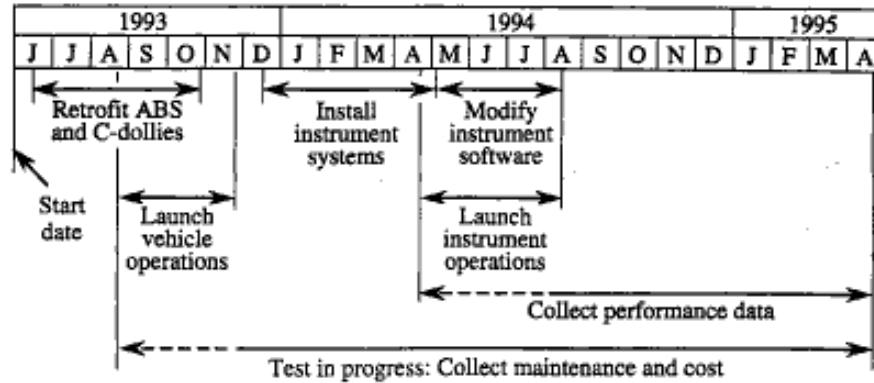 1993 1994 1995
J J A S O N D J F M A M J J A S O N D J F M A
Retrofit ABS
and C-dollies
Install
instrument
systems
Modify
instrument
software
Start
date
Launch
vehicle
operations
Launch
instrument
operations
Collect performance data
Test in progress: Collect maintenance and cost